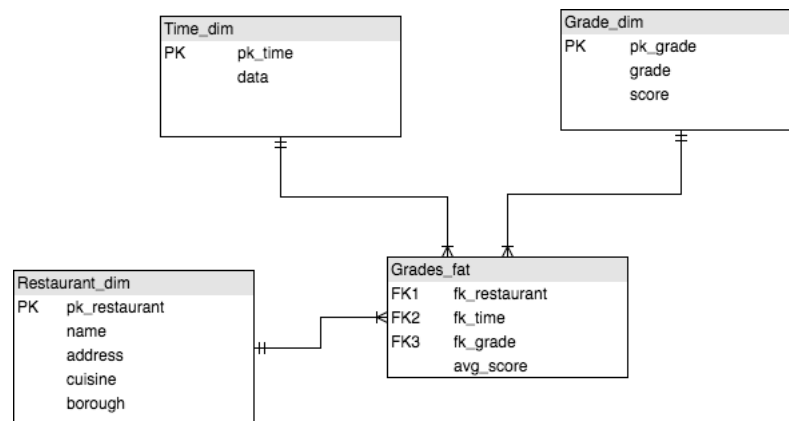 Time_dim
PK pk_time
data
Grade_dim
PK pk_grade
grade
score
Restaurant_dim
PK pk_restaurant
name
address
cuisine
borough
Grades_fat
FK1 fk_restaurant
FK2 fk_time
FK3 fk_grade
avg_score